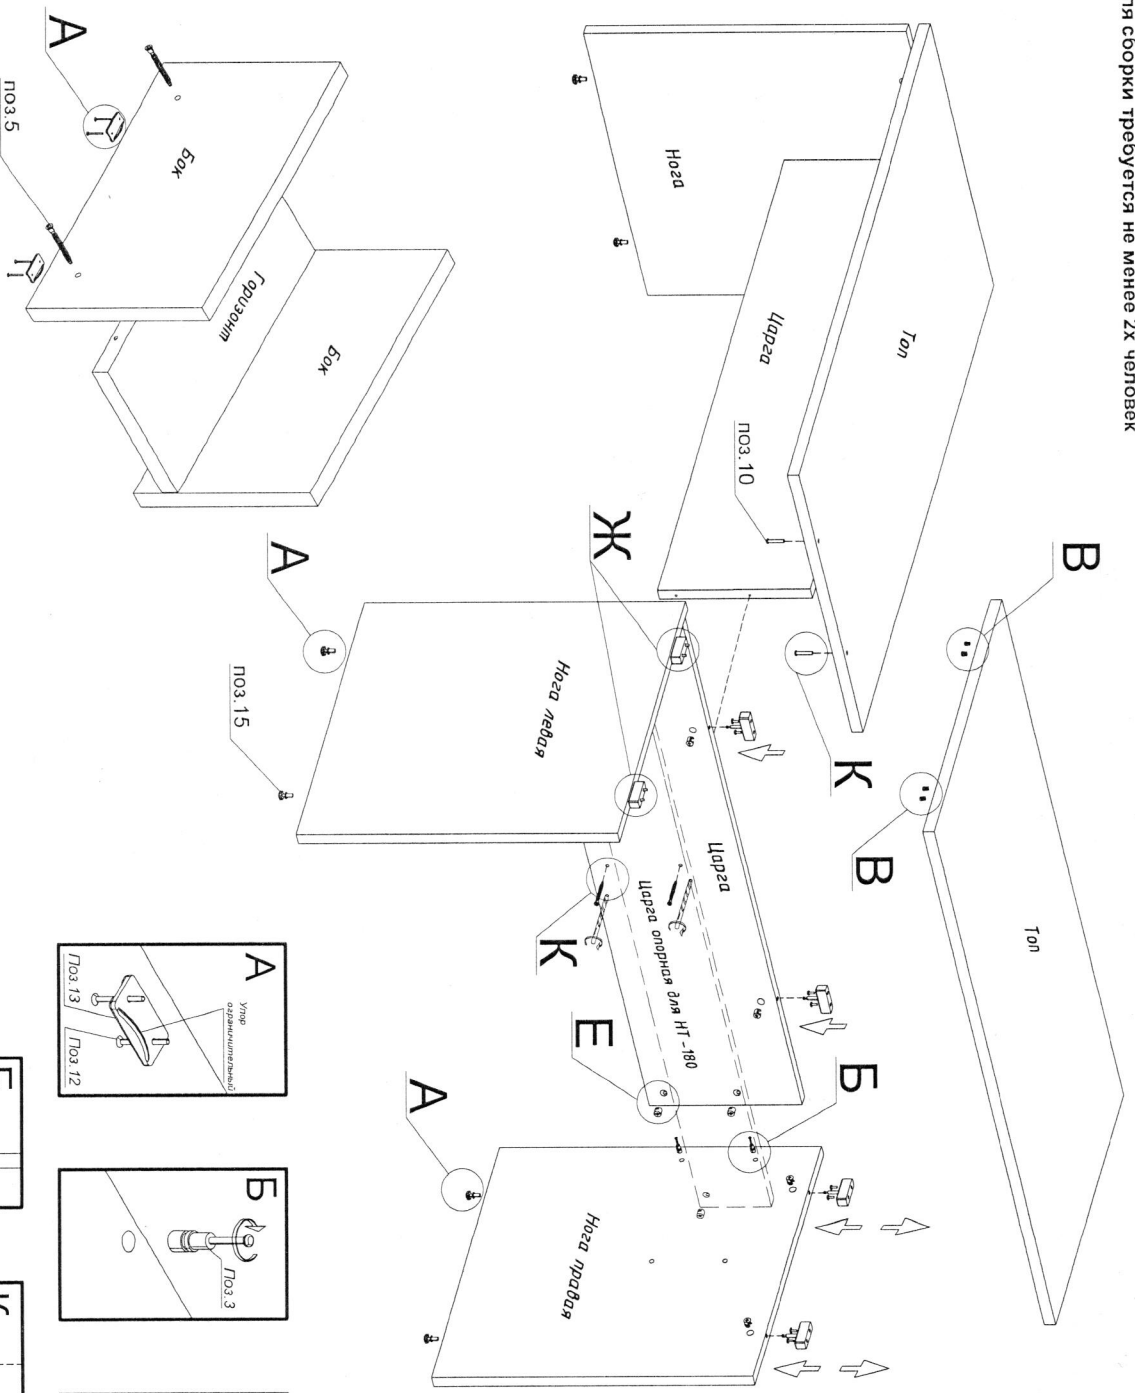 сборки требуется не менее 2х человек
А
поз.5
Бок
Горизонт
Бок
Нога
Царга
Топ
поз.10
К
В
В
Топ
Ж
А
поз.15
Нога левая
Царга
Царга опорная для НТ-180
К
Е
Б
А
Нога правая
А
Упор
ограничительный
Поз.13
Поз.12
Б
Поз.3